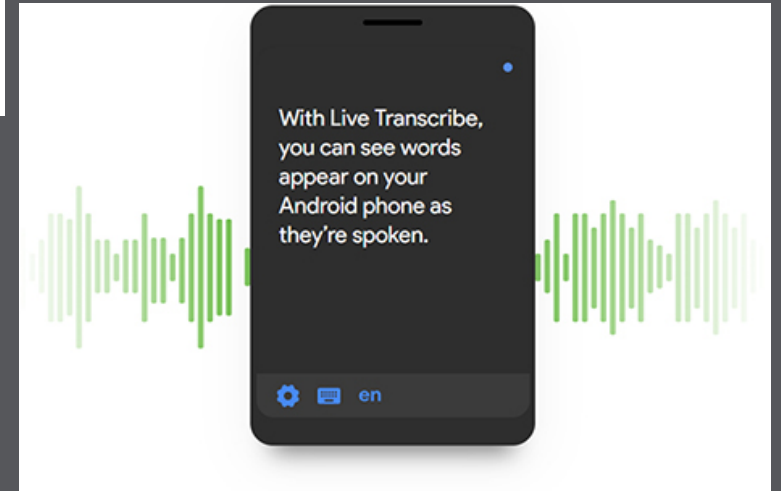 With Live Transcribe,
you can see words
appear on your
Android phone as
they're spoken.
en